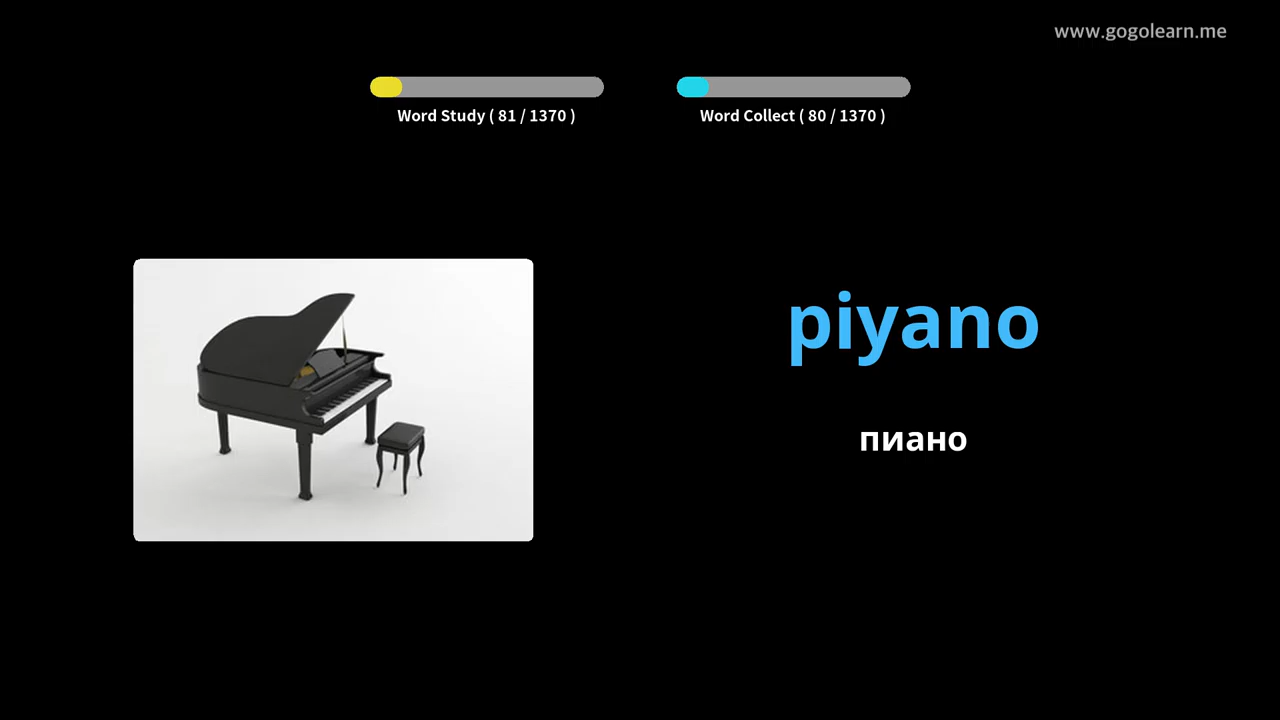 www.gogolearn.me
Word Study ( 81 / 1370 )
Word Collect ( 80 / 1370 )
piyano
пиано